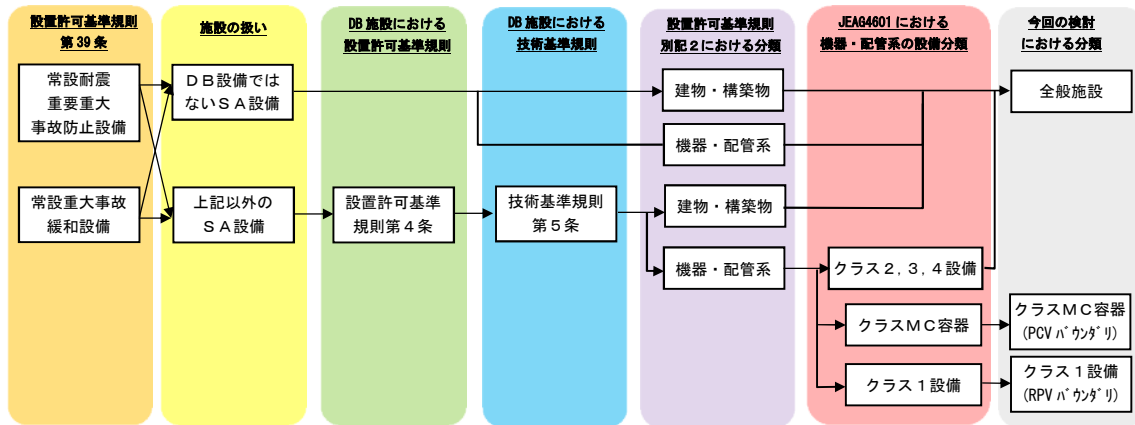 設置許可基準規則
第39条
常設耐震
重要重大
事故防止設備
常設重大事故
緩和設備
施設の扱い
ＤＢ設備では
ないＳＡ設備
上記以外の
ＳＡ設備
DB施設における
設置許可基準規則
設置許可基準
規則第４条
DB施設における
技術基準規則
技術基準規則
第５条
設置許可基準規則
別記２における分類
建物・構築物
機器・配管系
建物・構築物
機器・配管系
JEAG4601における
機器・配管系の設備分類
クラス２,３,４設備
クラスＭＣ容器
クラス１設備
今回の検討
における分類
全般施設
クラスＭＣ容器
(PCVﾊﾞｳﾝﾀﾞﾘ)
クラス１設備
(RPVﾊﾞｳﾝﾀﾞﾘ)